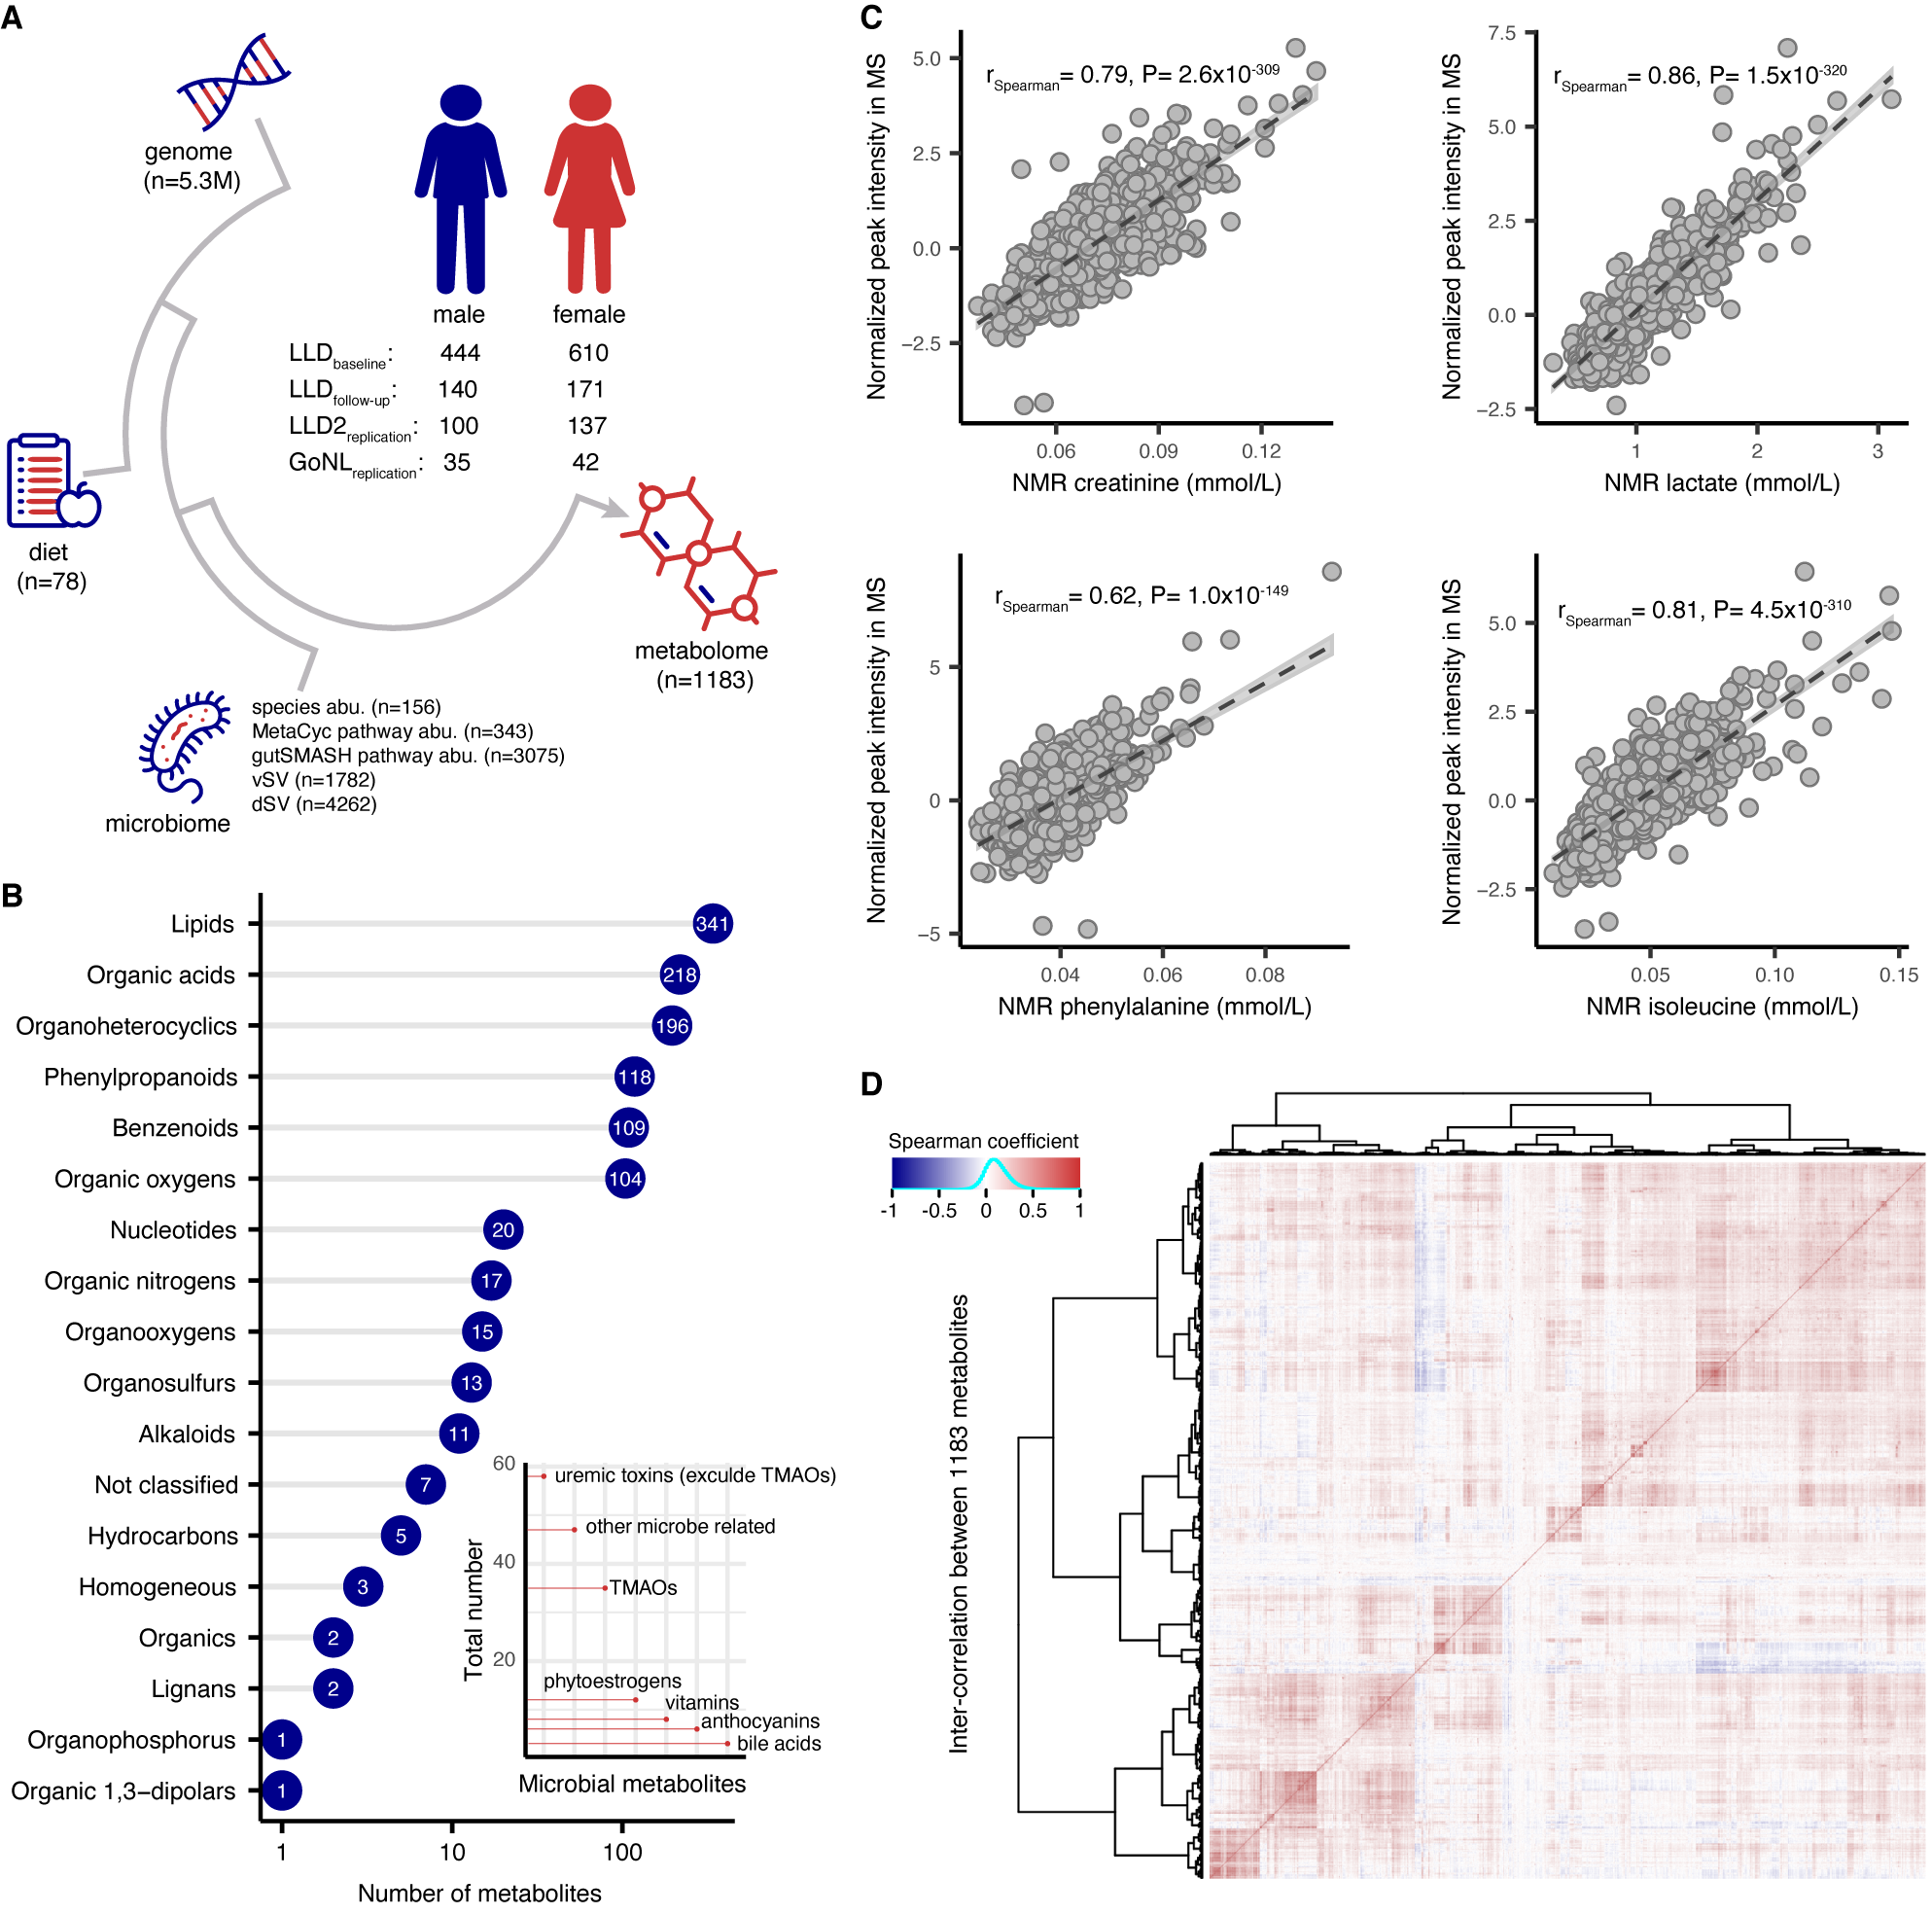 A
genome
(n=5.3M)
male
female
LLDbaseline: 444 610
LLDfollow-up: 140 171
LLD2replication: 100 137
GoNLreplication: 35 42
diet
(n=78)
metabolome
(n=1183)
species abu. (n=156)
MetaCyc pathway abu. (n=343)
gutSMASH pathway abu. (n=3075)
vSV (n=1782)
dSV (n=4262)
microbiome
B
Lipids 341
Organic acids 218
Organoheterocyclics 196
Phenylpropanoids 118
Benzenoids 109
Organic oxygens 104
Nucleotides 20
Organic nitrogens 17
Organooxygens 15
Organosulfurs 13
Alkaloids 11
Not classified 7
Hydrocarbons 5
Homogeneous 3
Organics 2
Lignans 2
Organophosphorus 1
Organic 1,3−dipolars 1
1 10 100
Number of metabolites
Total number
60
40
20
uremic toxins (exculde TMAOs)
other microbe related
TMAOs
phytoestrogens
vitamins
anthocyanins
bile acids
Microbial metabolites
C
Normalized peak intensity in MS
5.0
2.5
0.0
−2.5
rSpearman= 0.79, P= 2.6x10-309
0.06 0.09 0.12
NMR creatinine (mmol/L)
Normalized peak intensity in MS
7.5
5.0
2.5
0.0
−2.5
rSpearman= 0.86, P= 1.5x10-320
1 2 3
NMR lactate (mmol/L)
Normalized peak intensity in MS
5
0
−5
rSpearman= 0.62, P= 1.0x10-149
0.04 0.06 0.08
NMR phenylalanine (mmol/L)
Normalized peak intensity in MS
5.0
2.5
0.0
−2.5
rSpearman= 0.81, P= 4.5x10-310
0.05 0.10 0.15
NMR isoleucine (mmol/L)
D
Spearman coefficient
-1 -0.5 0 0.5 1
Inter-correlation between 1183 metabolites